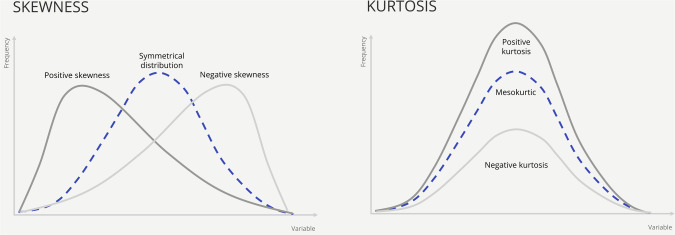 SKEWNESS
Frequency
Positive skewness
Symmetrical
distribution
Negative skewness
Variable
KURTOSIS
Frequency
Positive
kurtosis
Mesokurtic
Negative kurtosis
Variable